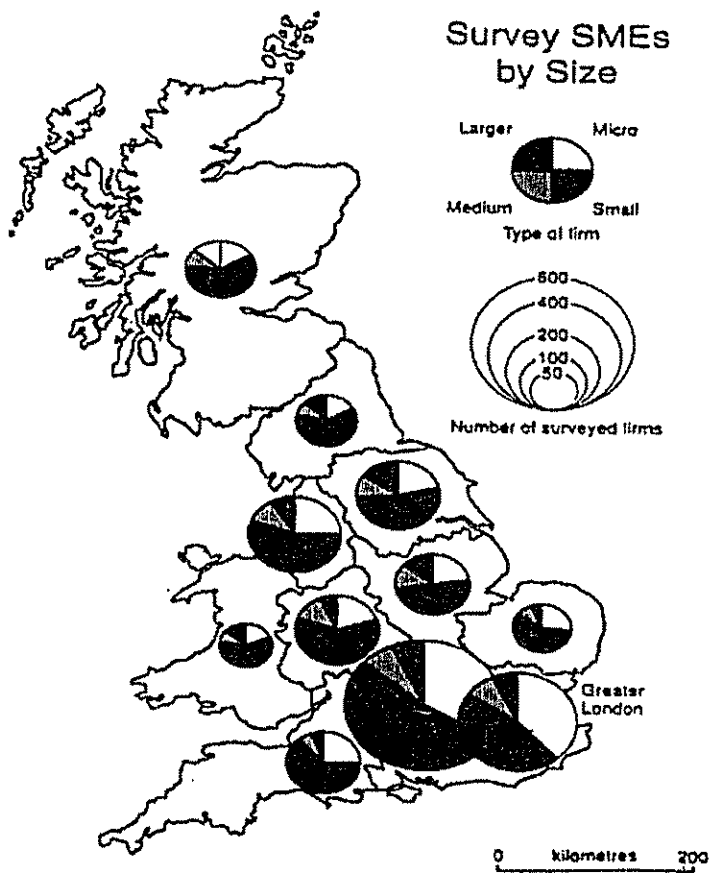 Survey SMEs
by Size
Larger Micro
Medium Small
Type of firm
600
400
200
100
50
Number of surveyed firms
Greater
London
0 kilometres 200